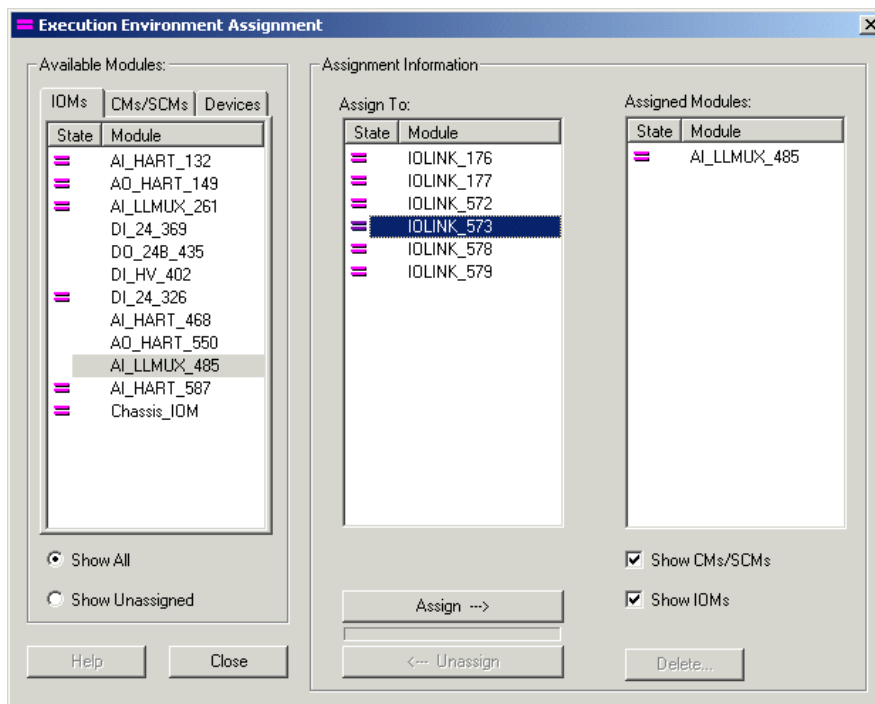 Execution Environment Assignment
Available Modules:
IOMs CMs/SCMs Devices
State Module
AI_HART_132
AO_HART_149
AI_LLMUX_261
DI_24_369
DO_24B_435
DI_HV_402
DI_24_326
AI_HART_468
AO_HART_550
AI_LLMUX_485
AI_HART_587
Chassis_IOM
Show All
Show Unassigned
Help Close
Assignment Information
Assign To:
State Module
IOLINK_176
IOLINK_177
IOLINK_572
IOLINK_573
IOLINK_578
IOLINK_579
Assign --->
<--- Unassign
Assigned Modules:
State Module
AI_LLMUX_485
Show CMs/SCMs
Show IOMs
Delete...